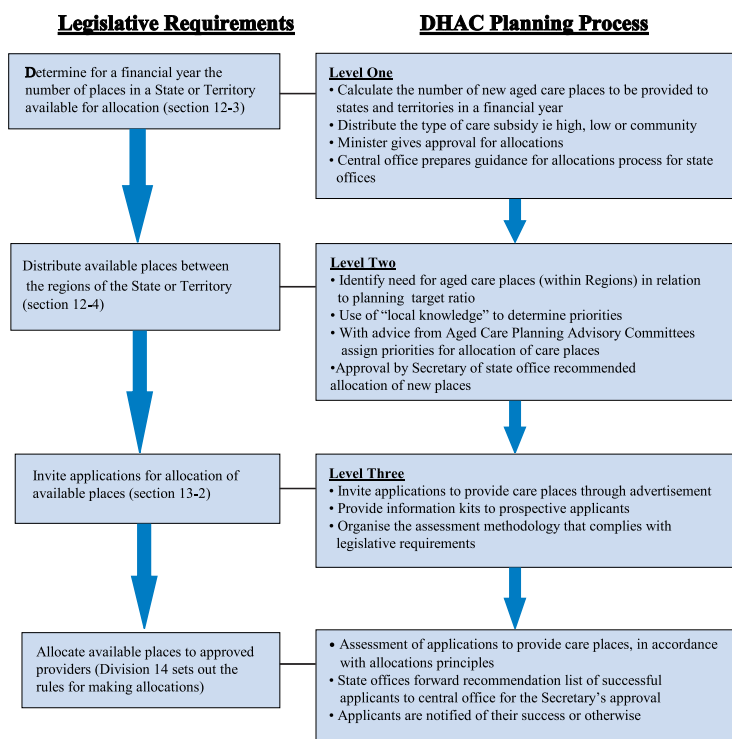 Legislative Requirements
DHAC Planning Process
Determine for a financial year the
number of places in a State or Territory
available for allocation (section 12-3)
Level One
• Calculate the number of new aged care places to be provided to
states and territories in a financial year
• Distribute the type of care subsidy ie high, low or community
• Minister gives approval for allocations
• Central office prepares guidance for allocations process for state
offices
Distribute available places between
the regions of the State or Territory
(section 12-4)
Level Two
• Identify need for aged care places (within Regions) in relation
to planning target ratio
• Use of “local knowledge” to determine priorities
• With advice from Aged Care Planning Advisory Committees
assign priorities for allocation of care places
•Approval by Secretary of state office recommended
allocation of new places
Invite applications for allocation of
available places (section 13-2)
Level Three
• Invite applications to provide care places through advertisement
• Provide information kits to prospective applicants
• Organise the assessment methodology that complies with
legislative requirements
Allocate available places to approved
providers (Division 14 sets out the
rules for making allocations)
• Assessment of applications to provide care places, in accordance
with allocations principles
• State offices forward recommendation list of successful
applicants to central office for the Secretary’s approval
• Applicants are notified of their success or otherwise